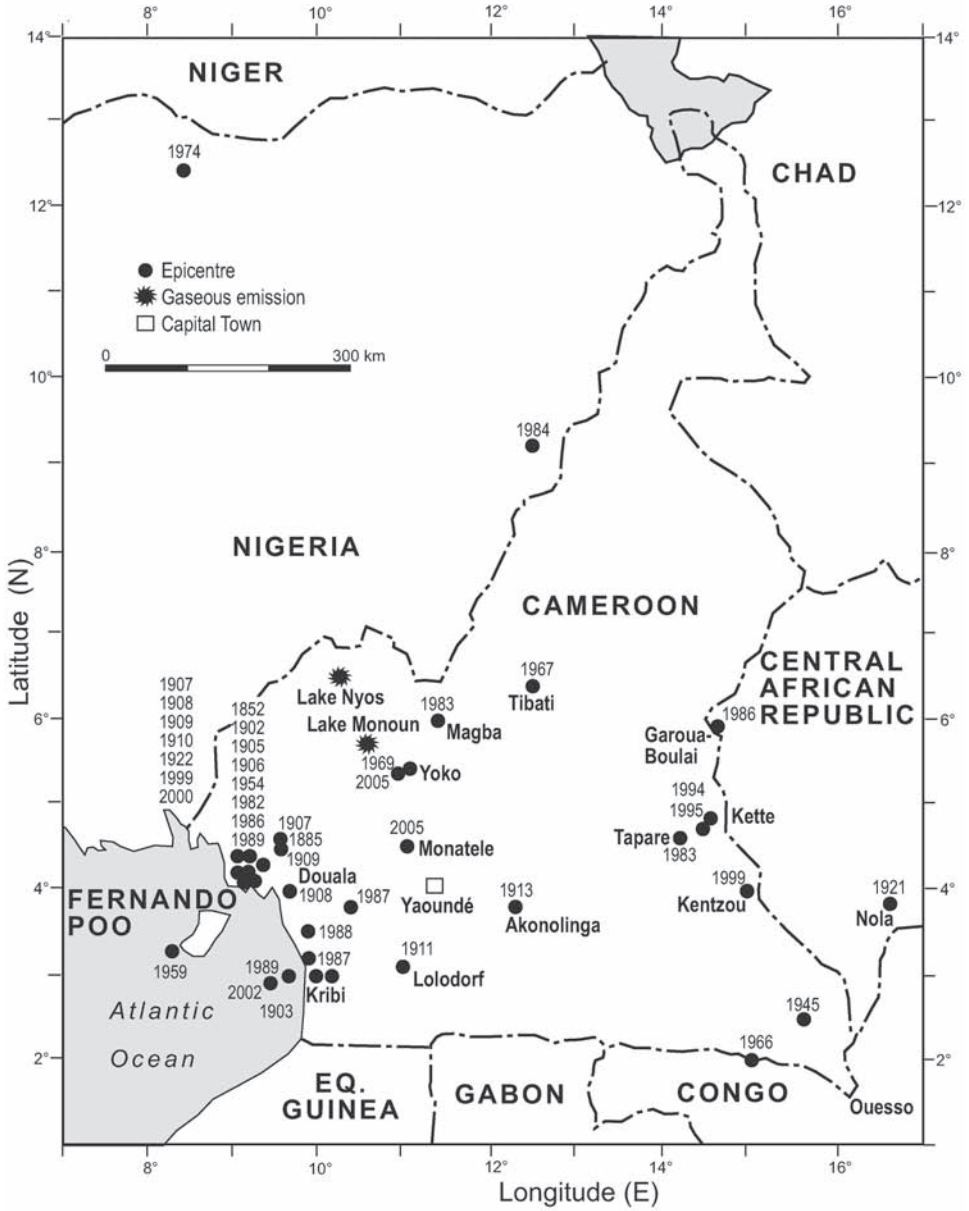 8°
10°
12°
14°
16°
14°
14°
NIGER
CHAD
1974
12°
12°
Epicentre
Gaseous emission
Capital Town
0
300 km
10°
10°
1984
8°
8°
NIGERIA
CAMEROON
Latitude (N)
CENTRAL
AFRICAN
REPUBLIC
1967
Tibati
Lake Nyos
Lake Monoun
1983
Magba
6°
6°
1986
Garoua-
Boulai
1907
1908
1909
1910
1922
1999
2000
1852
1902
1905
1906
1954
1982
1986
1989
1969
2005
Yoko
1994
1995
Kette
Tapare
1983
1907
1885
1909
Douala
1908
2005
Monatele
4°
4°
FERNANDO
POO
Yaoundé
1987
1913
Akonolinga
1999
Kentzou
1921
Nola
1988
1959
1989
2002
1903
1987
Kribi
1911
Lolodorf
1945
Atlantic
Ocean
1966
2°
2°
EQ.
GUINEA
GABON
CONGO
Ouesso
8°
10°
12°
14°
16°
Longitude (E)